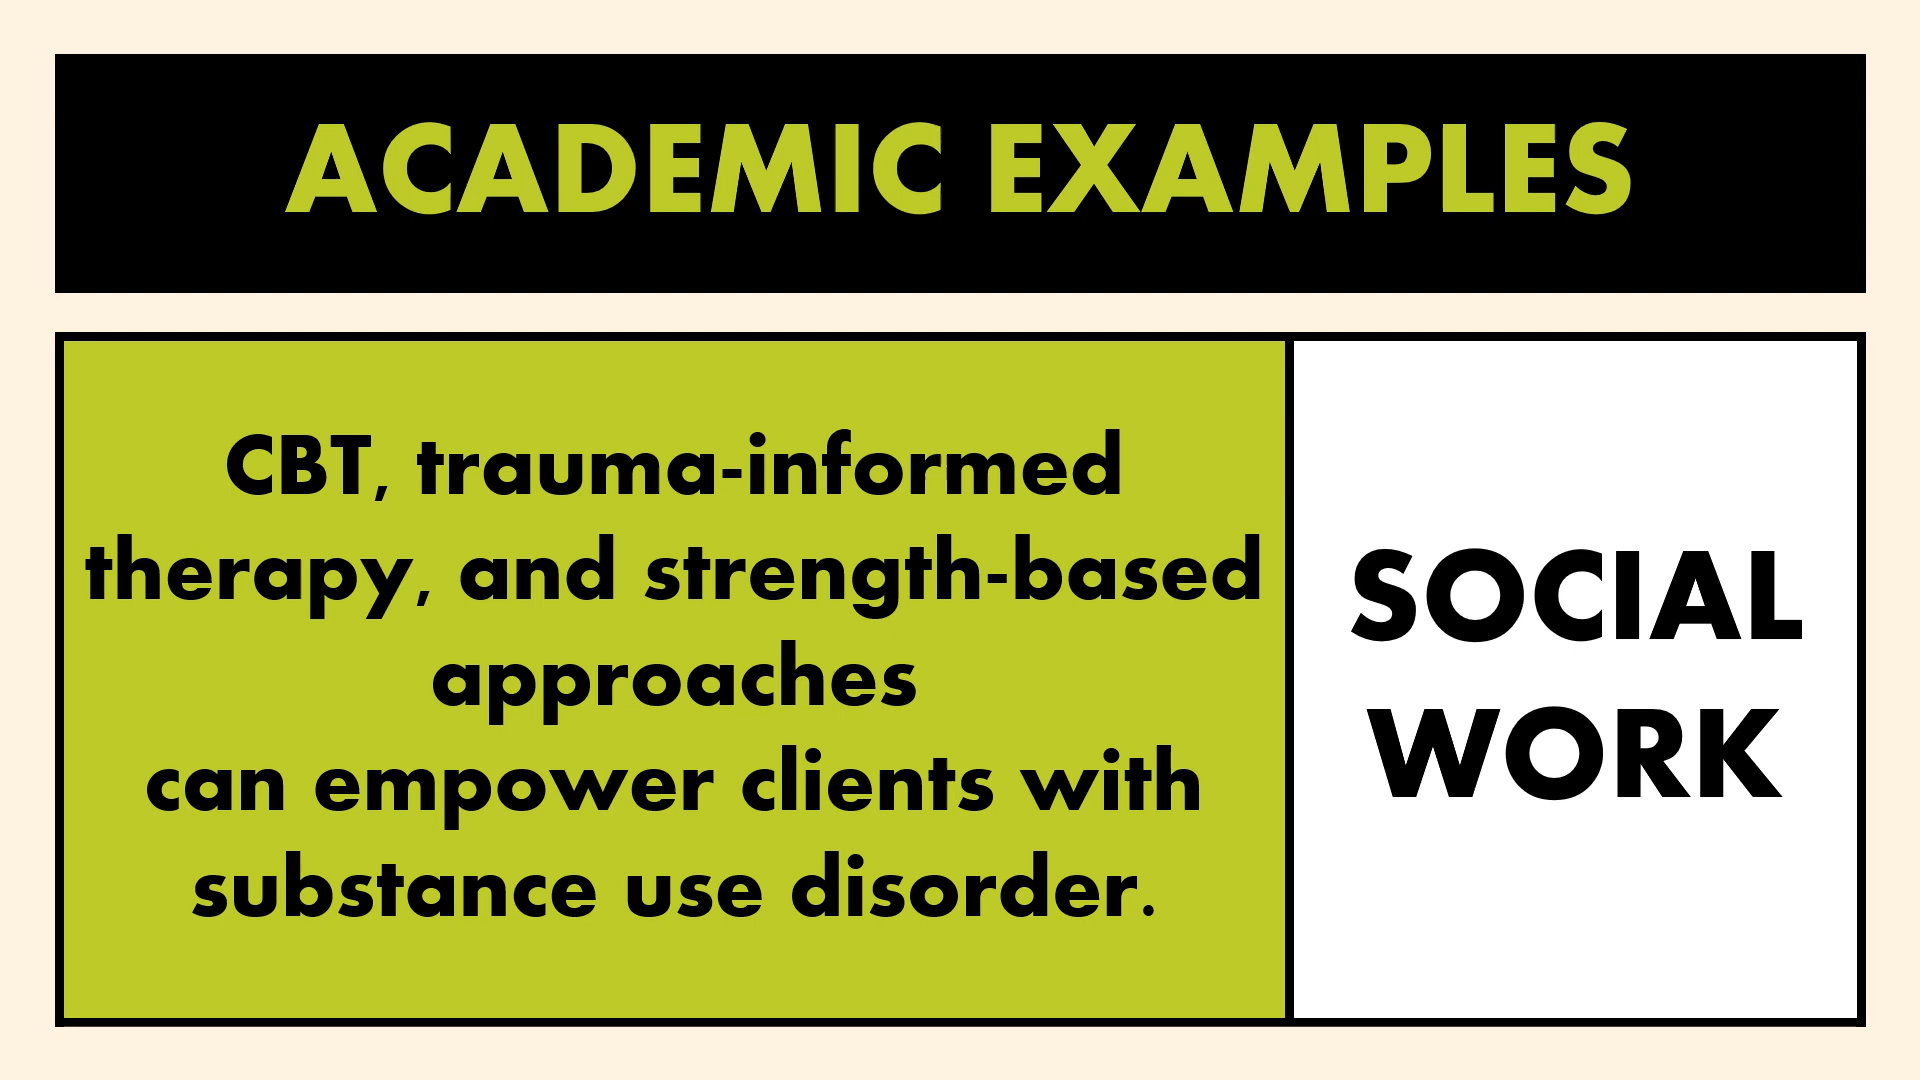 ACADEMIC EXAMPLES
CBT, trauma-informed
therapy, and strength-based
approaches
can empower clients with
substance use disorder.
SOCIAL
WORK